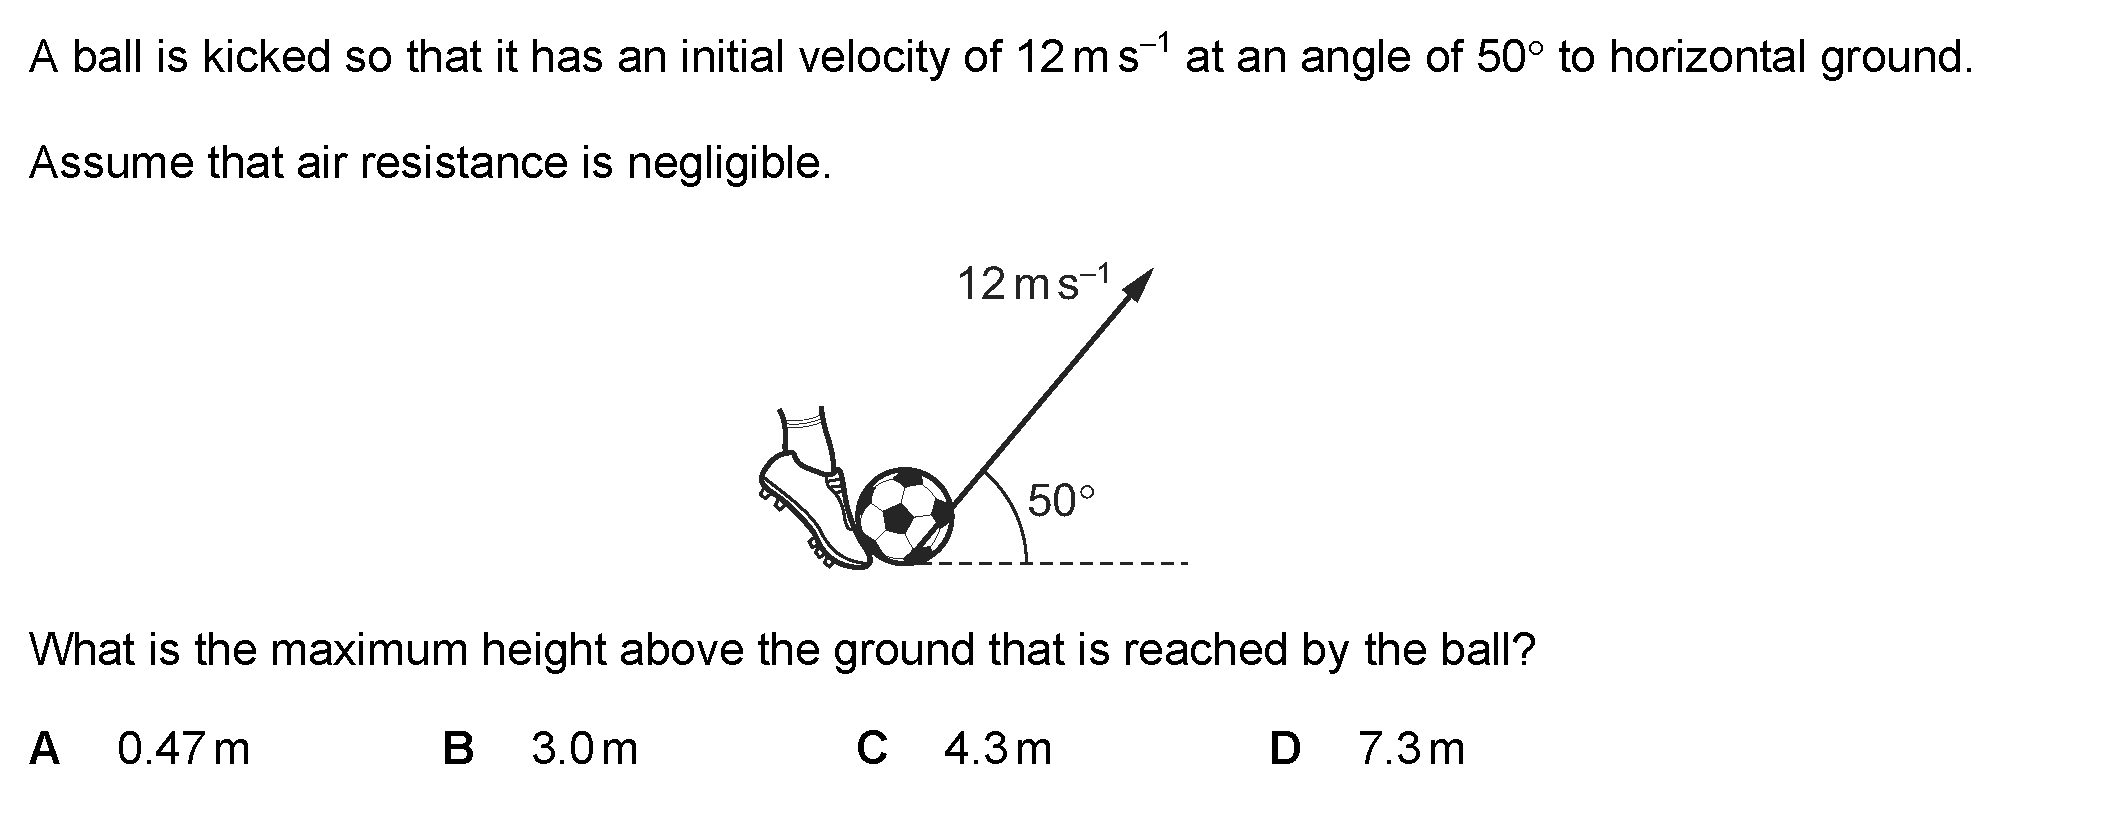 A ball is kicked so that it has an initial velocity of 12 m s⁻¹ at an angle of 50° to horizontal ground.
Assume that air resistance is negligible.
12 m s⁻¹
50°
What is the maximum height above the ground that is reached by the ball?
A 0.47 m B 3.0 m C 4.3 m D 7.3 m